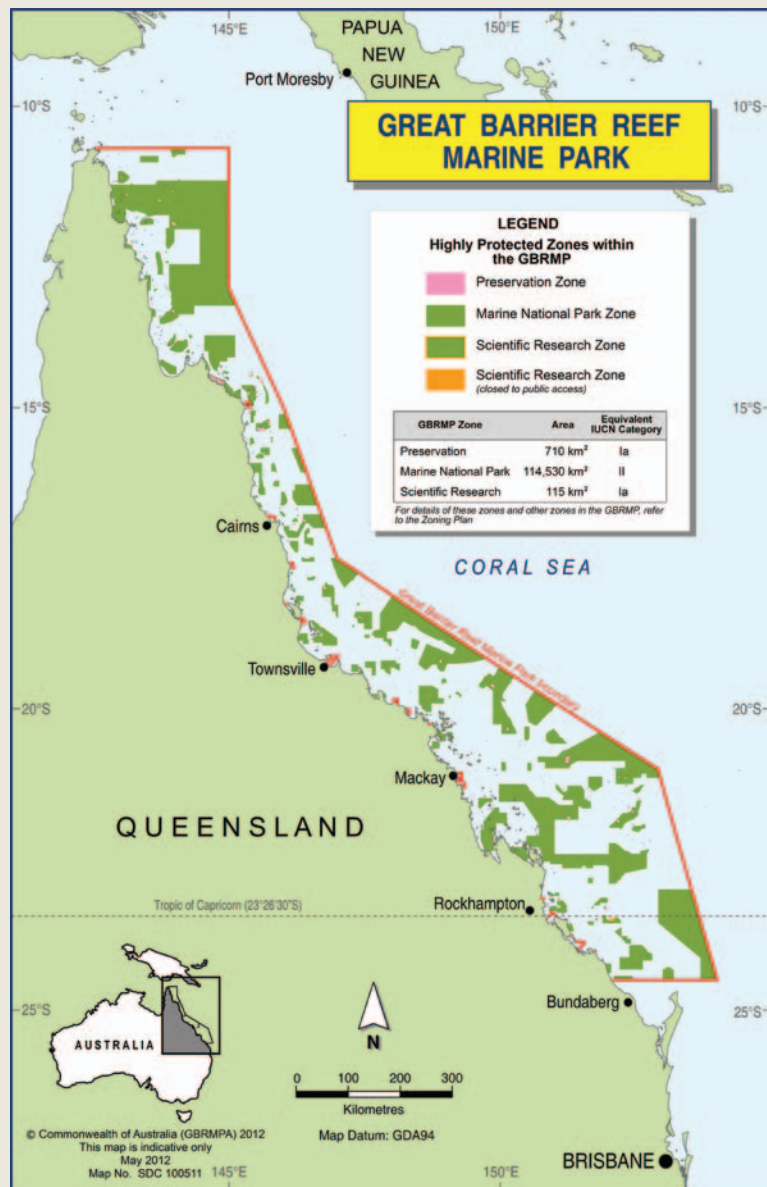 145°E
150°E
PAPUA
NEW
GUINEA
Port Moresby
10°S
10°S
GREAT BARRIER REEF
MARINE PARK
LEGEND
Highly Protected Zones within
the GBRMP
Preservation Zone
Marine National Park Zone
Scientific Research Zone
Scientific Research Zone
(closed to public access)
GBRMP Zone Area Equivalent
IUCN Category
Preservation 710 km² Ia
Marine National Park 114,530 km² II
Scientific Research 115 km² Ia
For details of these zones and other zones in the GBRMP, refer
to the Zoning Plan
15°S
15°S
Cairns
CORAL SEA
Great Barrier Reef Marine Park boundary
Townsville
20°S
20°S
Mackay
QUEENSLAND
Tropic of Capricorn (23°26'30"S)
Rockhampton
Bundaberg
25°S
25°S
AUSTRALIA
N
0 100 200 300
Kilometres
Map Datum: GDA94
© Commonwealth of Australia (GBRMPA) 2012
This map is indicative only
May 2012
Map No. SDC 100511
145°E
150°E
BRISBANE